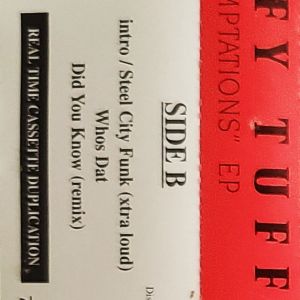 FY TUFF
MPTATIONS" EP
SIDE B
intro / Steel City Funk (xtra loud)
Whos Dat
Did You Know (remix)
REAL TIME CASSETTE DUPLICATION